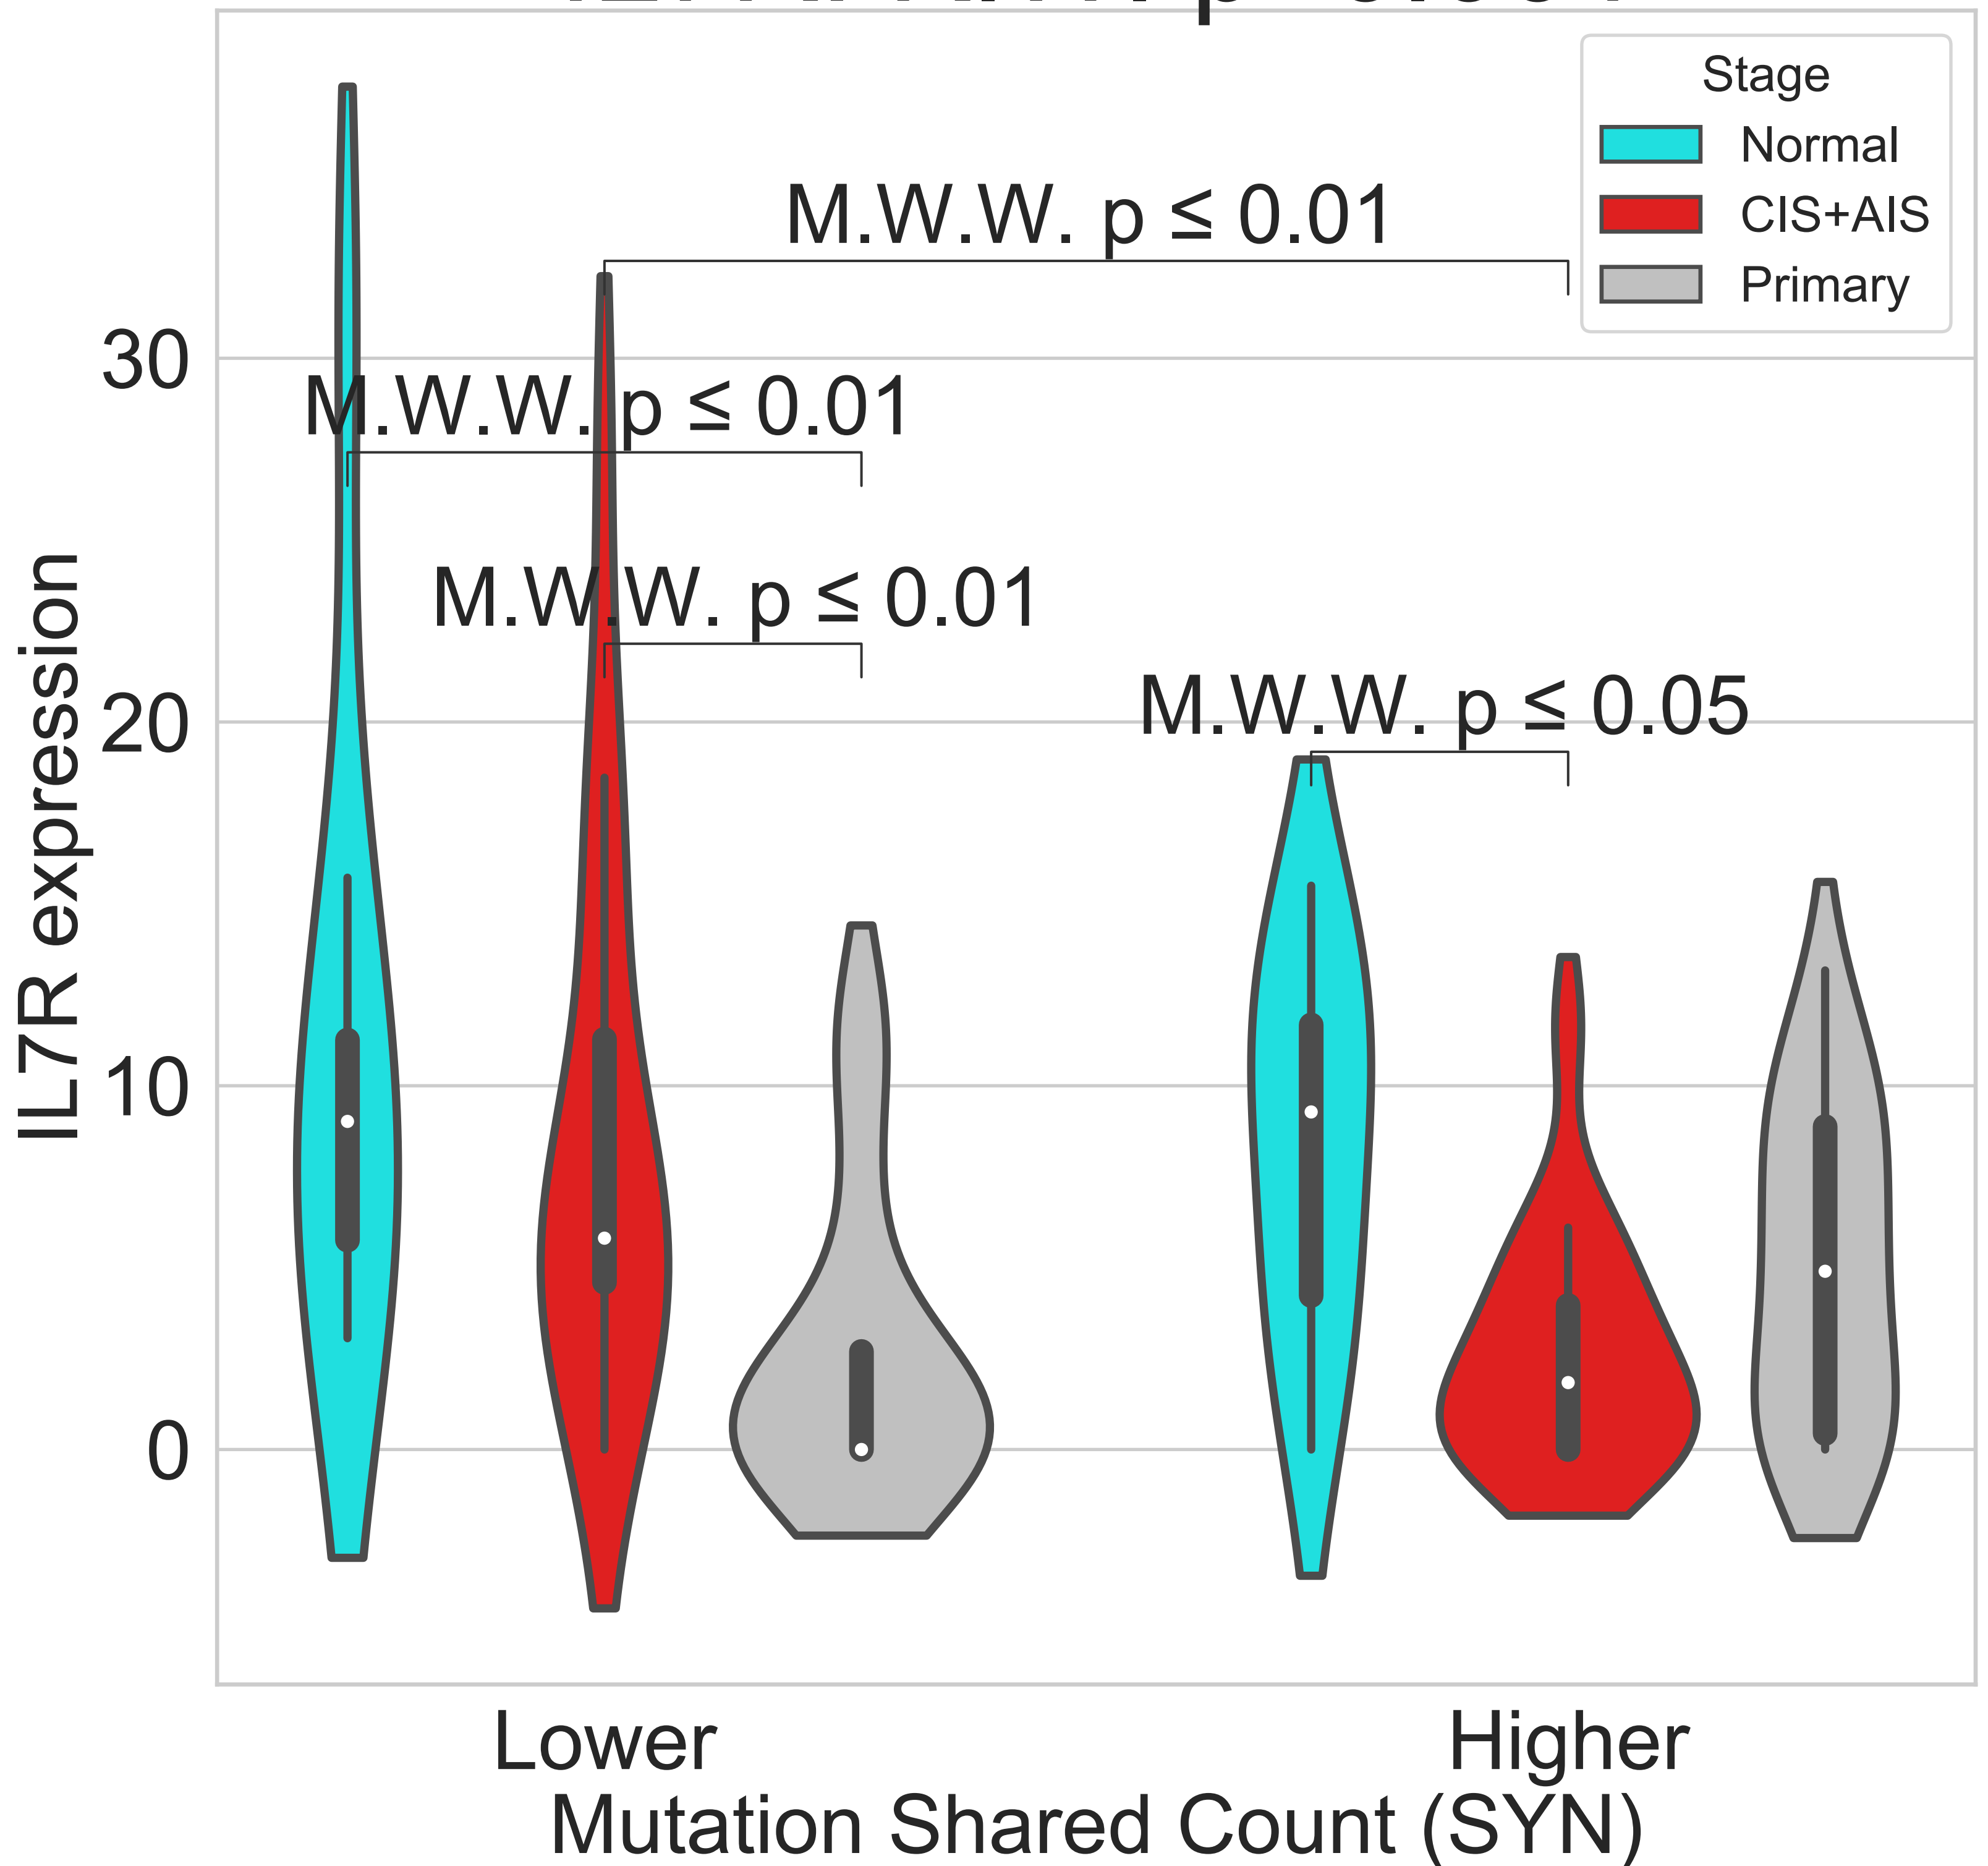 Stage
Normal
CIS+AIS
Primary
M.W.W. p ≤ 0.01
M.W.W. p ≤ 0.01
M.W.W. p ≤ 0.01
M.W.W. p ≤ 0.05
30
20
10
0
IL7R expression
Lower
Higher
Mutation Shared Count (SYN)